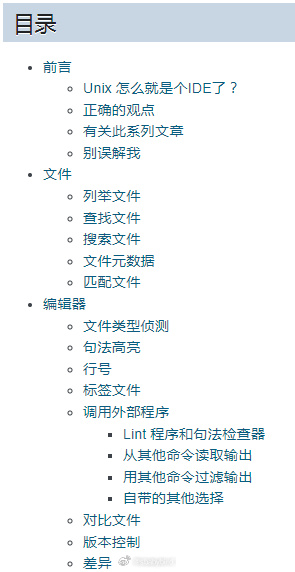 目录
前言
Unix 怎么就是个IDE了？
正确的观点
有关此系列文章
别误解我
文件
列举文件
查找文件
搜索文件
文件元数据
匹配文件
编辑器
文件类型侦测
句法高亮
行号
标签文件
调用外部程序
Lint 程序和句法检查器
从其他命令读取输出
用其他命令过滤输出
自带的其他选择
对比文件
版本控制
差异